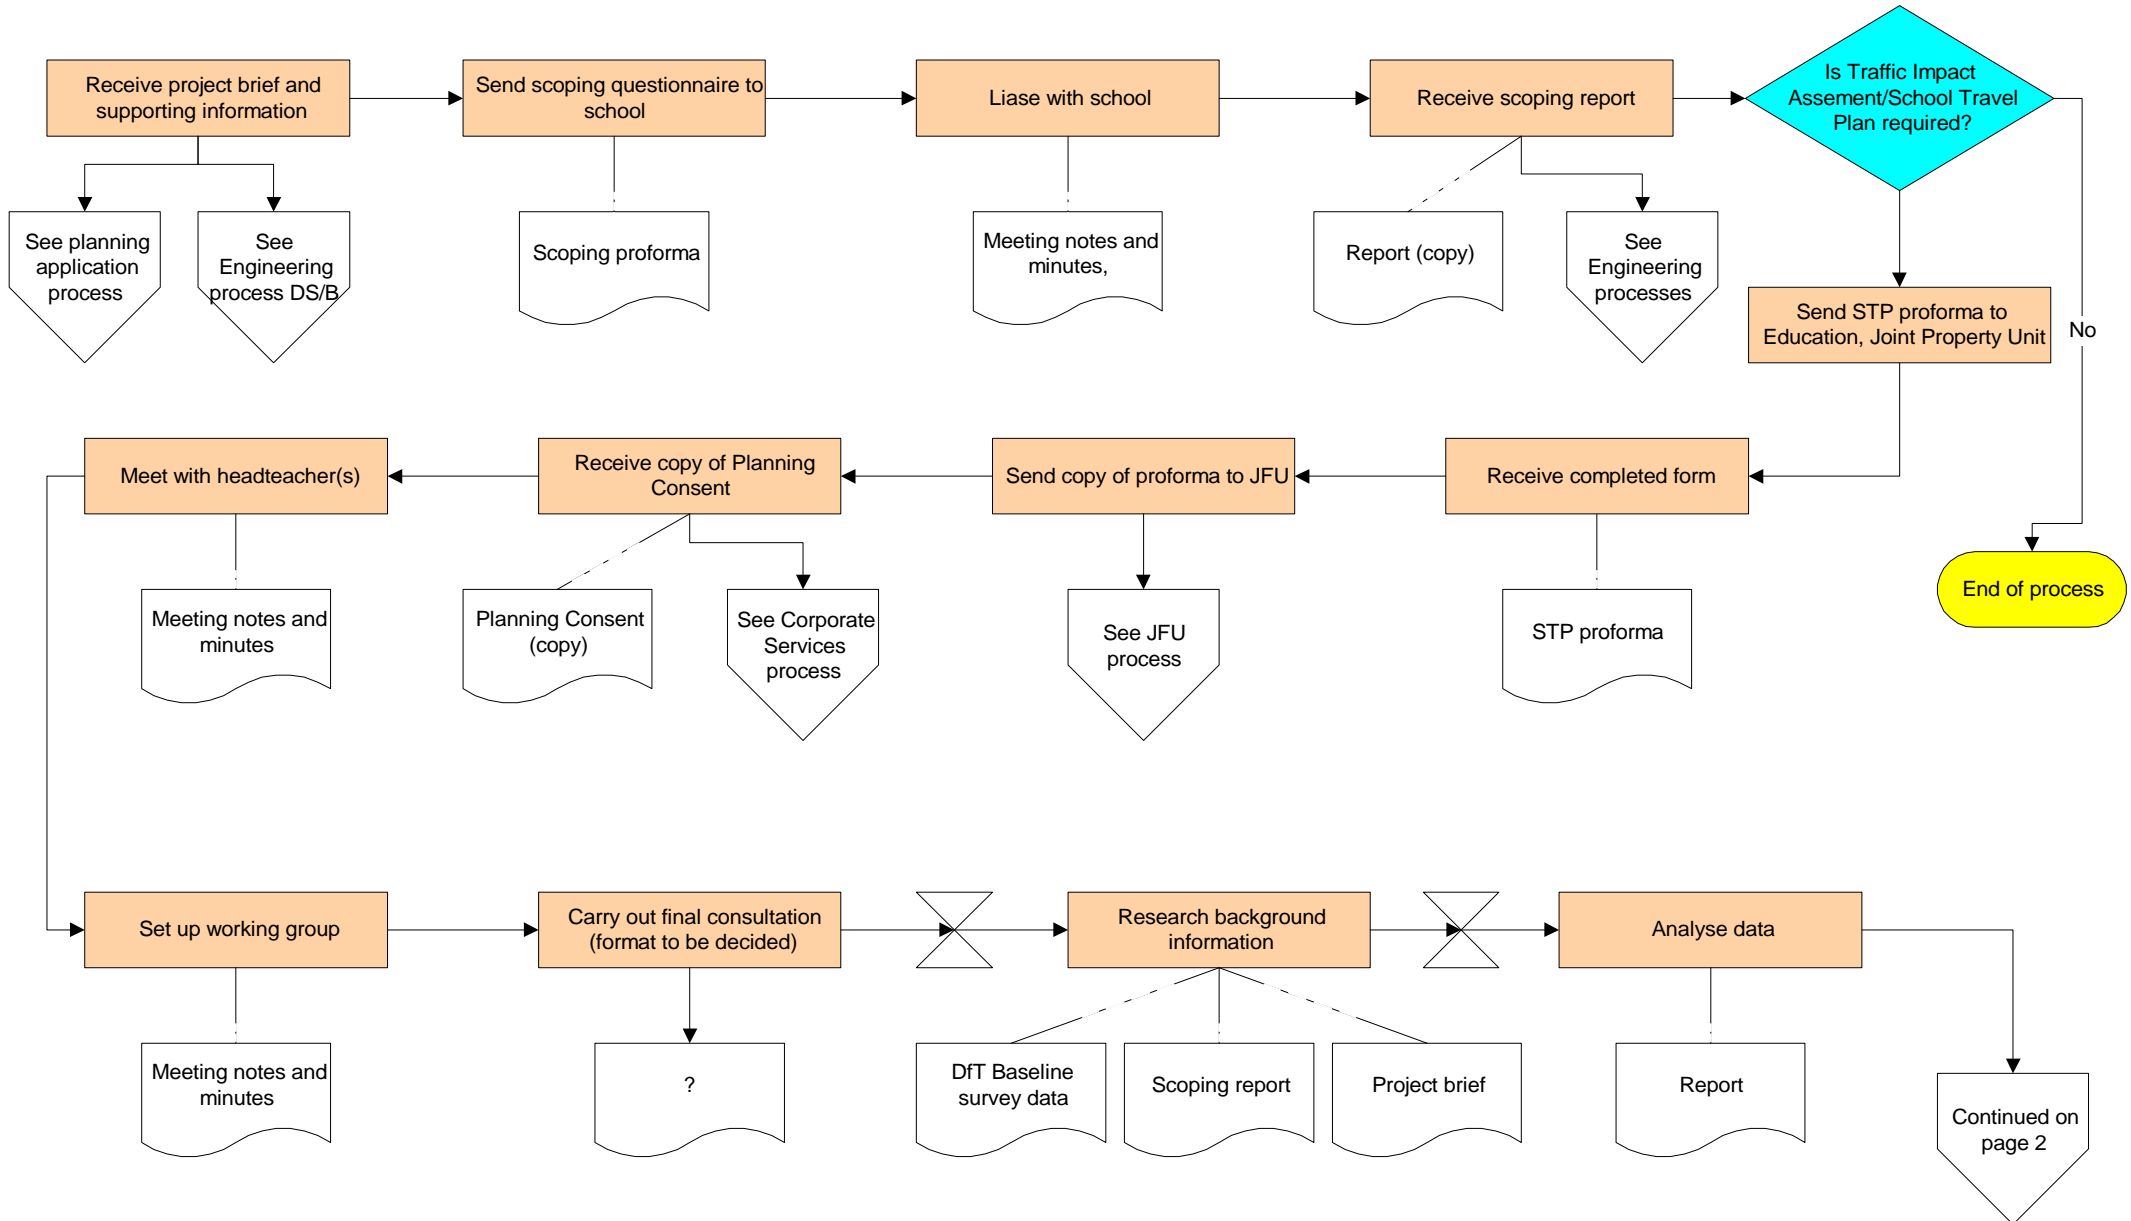 Receive project brief and
supporting information
Send scoping questionnaire to
school
Liase with school
Receive scoping report
Is Traffic Impact
Assement/School Travel
Plan required?
See planning
application
process
See
Engineering
process DS/B
Scoping proforma
Meeting notes and
minutes,
Report (copy)
See
Engineering
processes
Send STP proforma to
Education, Joint Property Unit
No
Meet with headteacher(s)
Receive copy of Planning
Consent
Send copy of proforma to JFU
Receive completed form
End of process
Meeting notes and
minutes
Planning Consent
(copy)
See Corporate
Services
process
See JFU
process
STP proforma
Set up working group
Carry out final consultation
(format to be decided)
Research background
information
Analyse data
Meeting notes and
minutes
?
DfT Baseline
survey data
Scoping report
Project brief
Report
Continued on
page 2